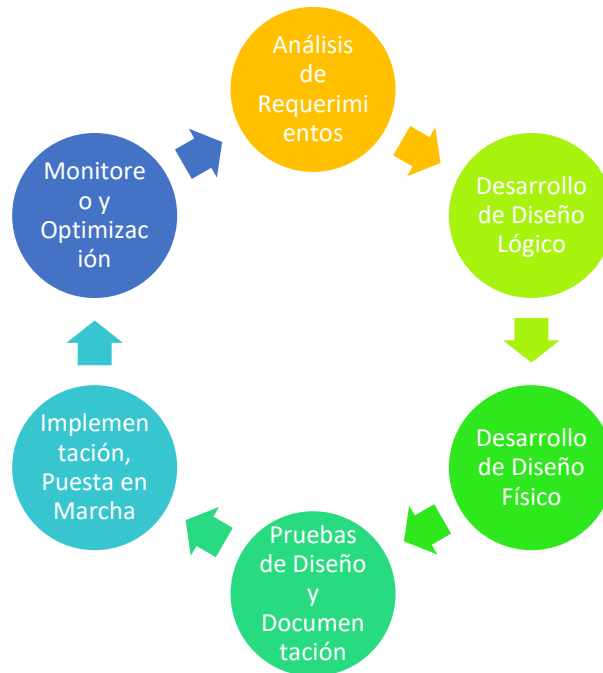 Análisis
de
Requerimi
entos
Desarrollo
de Diseño
Lógico
Desarrollo
de Diseño
Físico
Pruebas
de Diseño
y
Documen
tación
Implemen
tación,
Puesta en
Marcha
Monitore
o y
Optimizac
ión